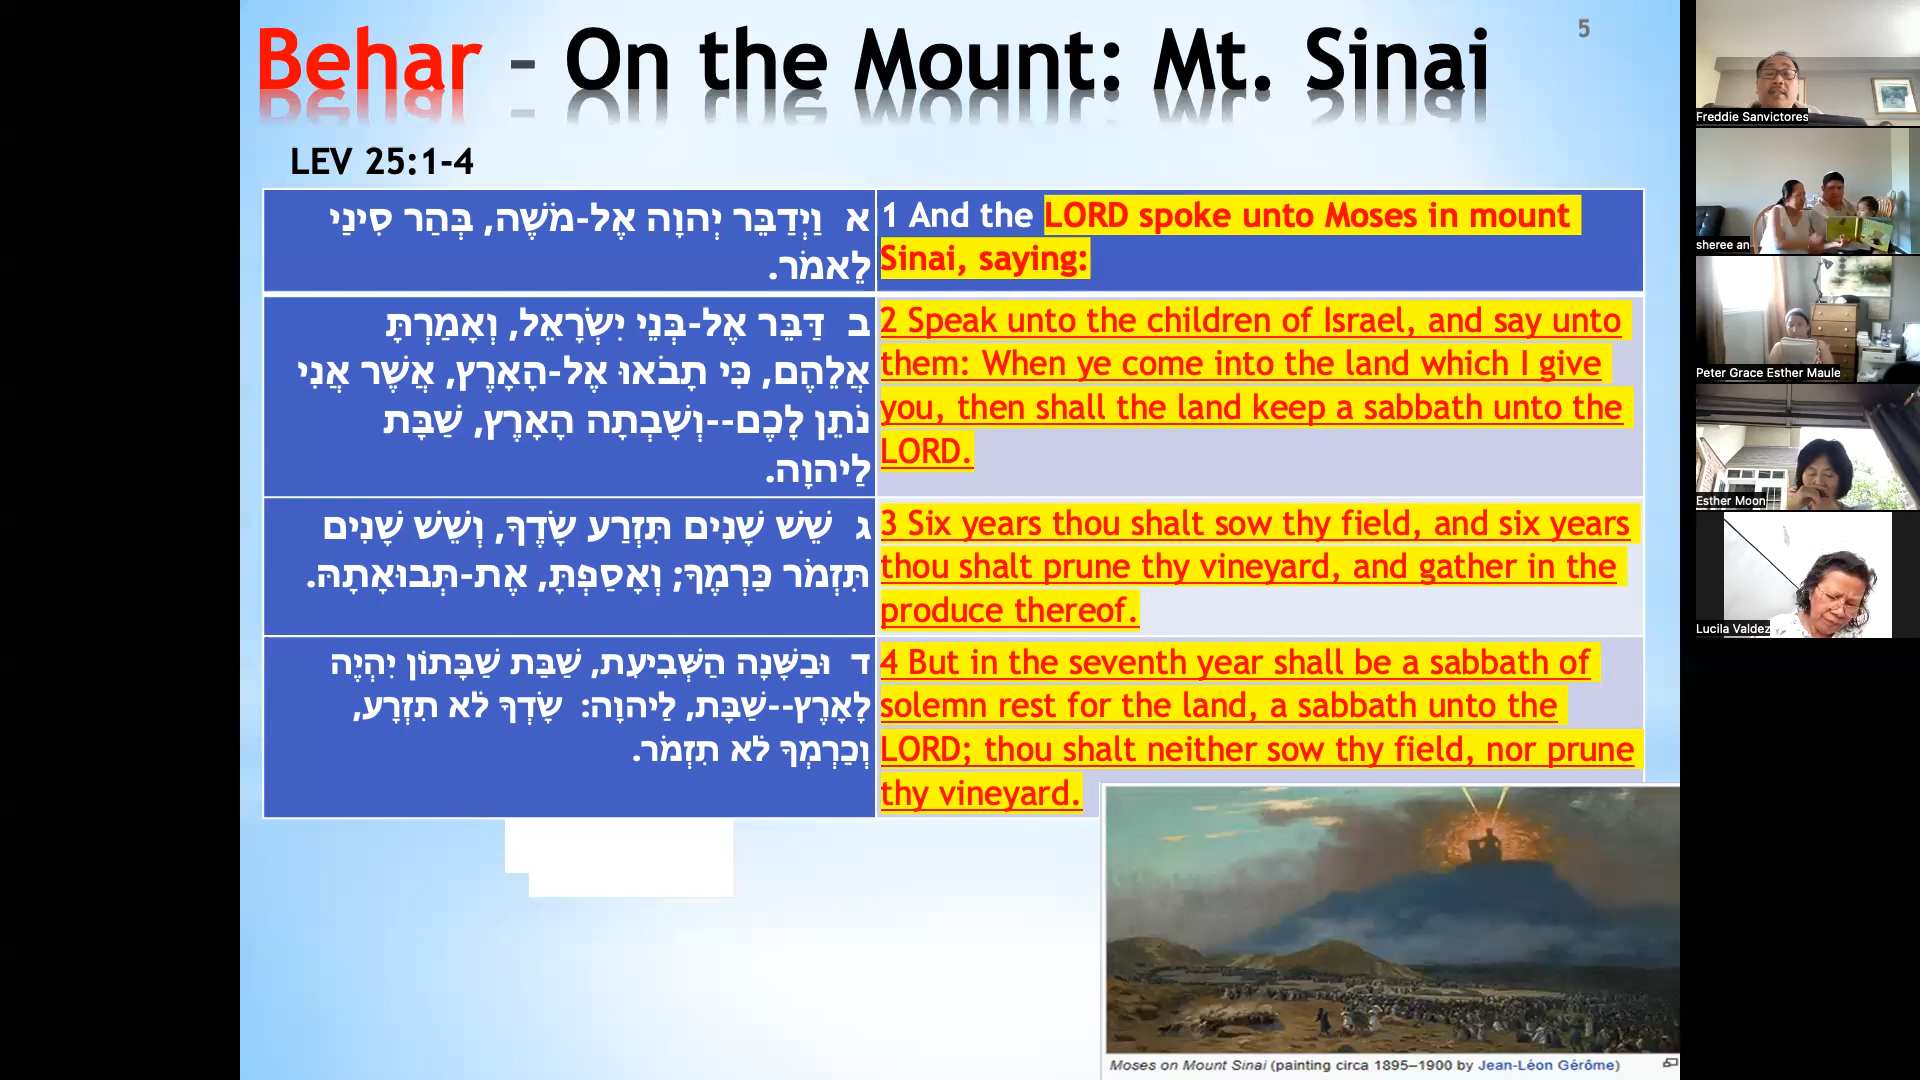 Behar - On the Mount: Mt. Sinai
5
LEV 25:1-4
א וַיְדַבֵּר יְהוָה אֶל-מֹשֶׁה, בְּהַר סִינַי
לֵאמֹר.
1 And the LORD spoke unto Moses in mount
Sinai, saying:
ב דַּבֵּר אֶל-בְּנֵי יִשְׂרָאֵל, וְאָמַרְתָּ
אֲלֵהֶם, כִּי תָבֹאוּ אֶל-הָאָרֶץ, אֲשֶׁר אֲנִי
נֹתֵן לָכֶם--וְשָׁבְתָה הָאָרֶץ, שַׁבָּת
לַיהוָה.
2 Speak unto the children of Israel, and say unto
them: When ye come into the land which I give
you, then shall the land keep a sabbath unto the
LORD.
ג שֵׁשׁ שָׁנִים תִּזְרַע שָׂדֶךָ, וְשֵׁשׁ שָׁנִים
תִּזְמֹר כַּרְמֶךָ; וְאָסַפְתָּ, אֶת-תְּבוּאָתָהּ.
3 Six years thou shalt sow thy field, and six years
thou shalt prune thy vineyard, and gather in the
produce thereof.
ד וּבַשָּׁנָה הַשְּׁבִיעִת, שַׁבַּת שַׁבָּתוֹן יִהְיֶה
לָאָרֶץ--שַׁבָּת, לַיהוָה: שָׂדְךָ לֹא תִזְרָע,
וְכַרְמְךָ לֹא תִזְמֹר.
4 But in the seventh year shall be a sabbath of
solemn rest for the land, a sabbath unto the
LORD; thou shalt neither sow thy field, nor prune
thy vineyard.
Moses on Mount Sinai (painting circa 1895–1900 by Jean-Léon Gérôme)
Freddie Sanvictores
sheree an
Peter Grace Esther Maule
Esther Moon
Lucila Valdez